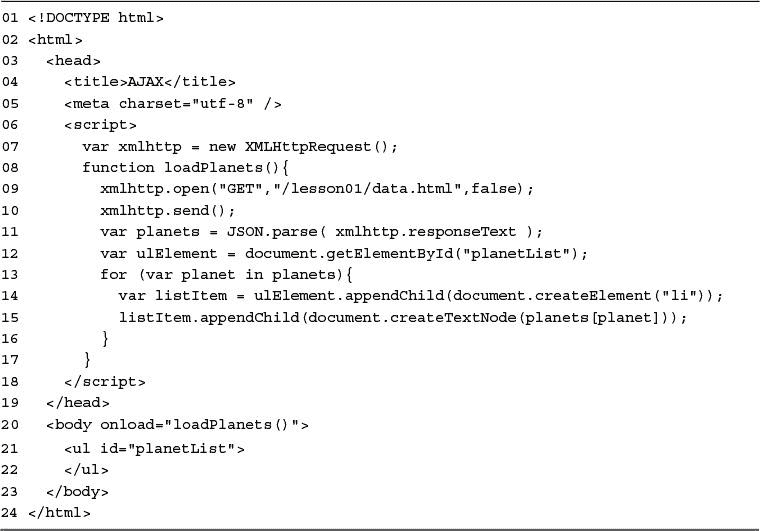 01 <!DOCTYPE html>
02 <html>
03   <head>
04     <title>AJAX</title>
05     <meta charset="utf-8" />
06     <script>
07       var xmlhttp = new XMLHttpRequest();
08       function loadPlanets(){
09         xmlhttp.open("GET","/lesson01/data.html",false);
10         xmlhttp.send();
11         var planets = JSON.parse( xmlhttp.responseText );
12         var ulElement = document.getElementById("planetList");
13         for (var planet in planets){
14           var listItem = ulElement.appendChild(document.createElement("li"));
15           listItem.appendChild(document.createTextNode(planets[planet]));
16         }
17       }
18     </script>
19   </head>
20   <body onload="loadPlanets()">
21     <ul id="planetList">
22     </ul>
23   </body>
24 </html>